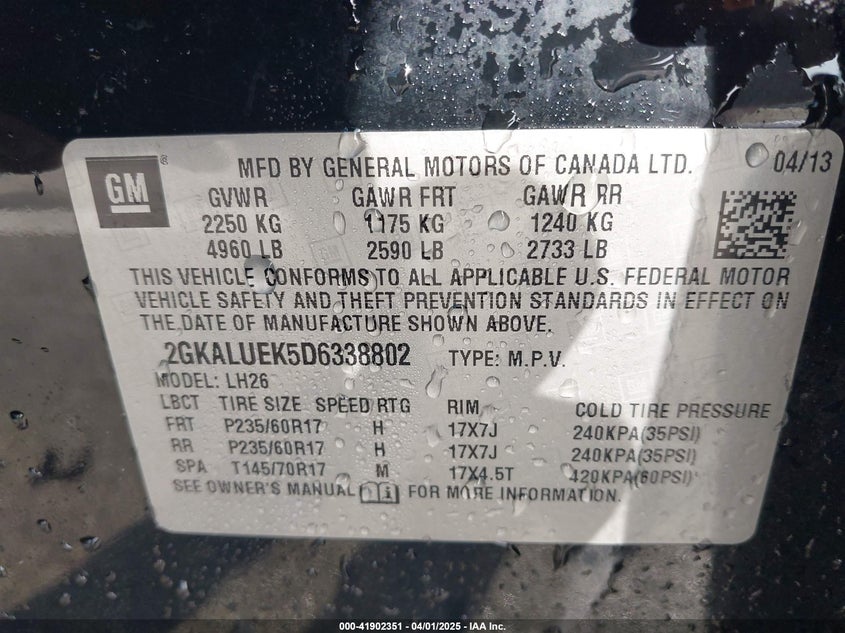 GM ®
MFD BY GENERAL MOTORS OF CANADA LTD. 04/13
GVWR GAWR FRT GAWR RR
2250 KG 1175 KG 1240 KG
4960 LB 2590 LB 2733 LB
THIS VEHICLE CONFORMS TO ALL APPLICABLE U.S. FEDERAL MOTOR
VEHICLE SAFETY AND THEFT PREVENTION STANDARDS IN EFFECT ON
THE DATE OF MANUFACTURE SHOWN ABOVE.
2GKALUEK5D6338802 TYPE: M.P.V.
MODEL: LH26
LBCT TIRE SIZE SPEED RTG RIM COLD TIRE PRESSURE
FRT P235/60R17 H 17X7J 240KPA(35PSI)
RR P235/60R17 H 17X7J 240KPA(35PSI)
SPA T145/70R17 M 17X4.5T 420KPA(60PSI)
SEE OWNER'S MANUAL FOR MORE INFORMATION.
000-41902351 - 04/01/2025 - IAA Inc.